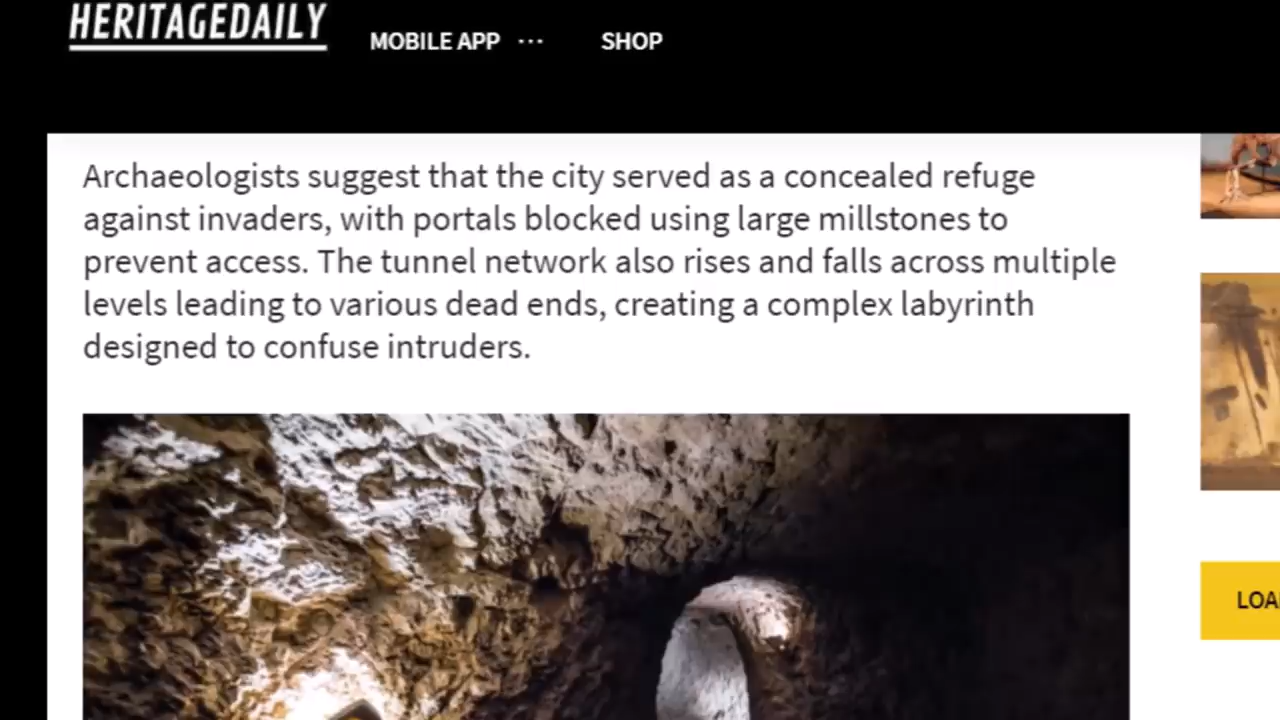 HERITAGEDAILY
MOBILE APP ··· SHOP
Archaeologists suggest that the city served as a concealed refuge
against invaders, with portals blocked using large millstones to
prevent access. The tunnel network also rises and falls across multiple
levels leading to various dead ends, creating a complex labyrinth
designed to confuse intruders.